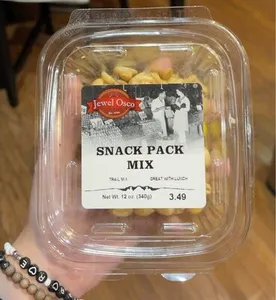 Jewel Osco
SNACK PACK
MIX
TRAIL MIX GREAT WITH LUNCH
Net Wt. 12 oz. (340g) 3.49